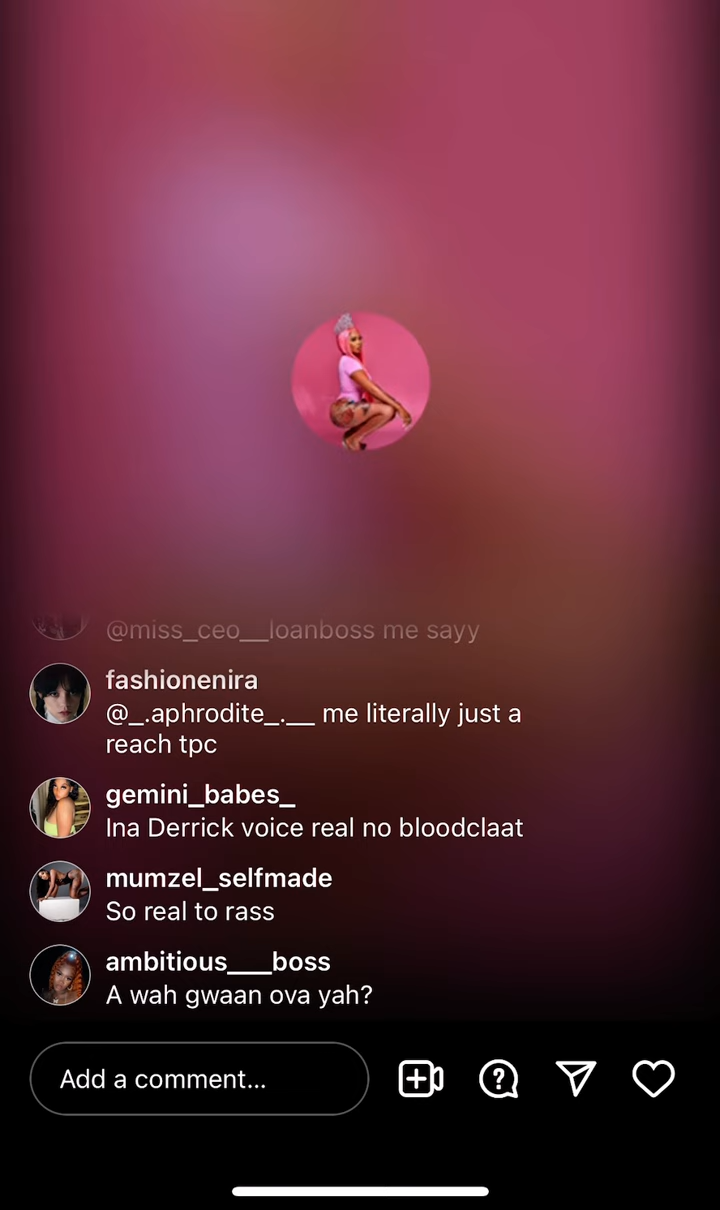 @miss_ceo__loanboss me sayy
fashionenira
@_.aphrodite_.__ me literally just a
reach tpc
gemini_babes_
Ina Derrick voice real no bloodclaat
mumzel_selfmade
So real to rass
ambitious___boss
A wah gwaan ova yah?
Add a comment...